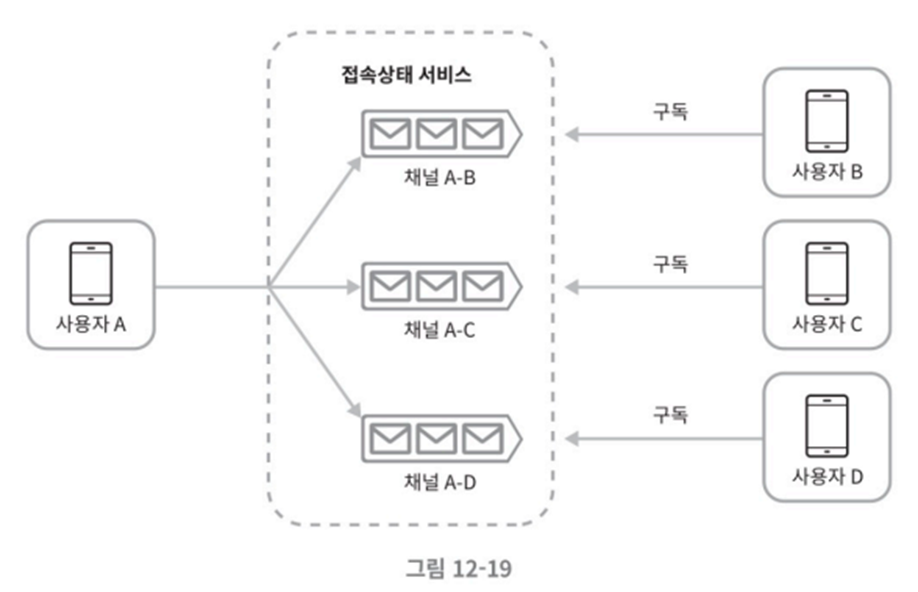 접속상태 서비스
채널 A-B
구독
사용자 B
사용자 A
채널 A-C
구독
사용자 C
채널 A-D
구독
사용자 D
그림 12-19